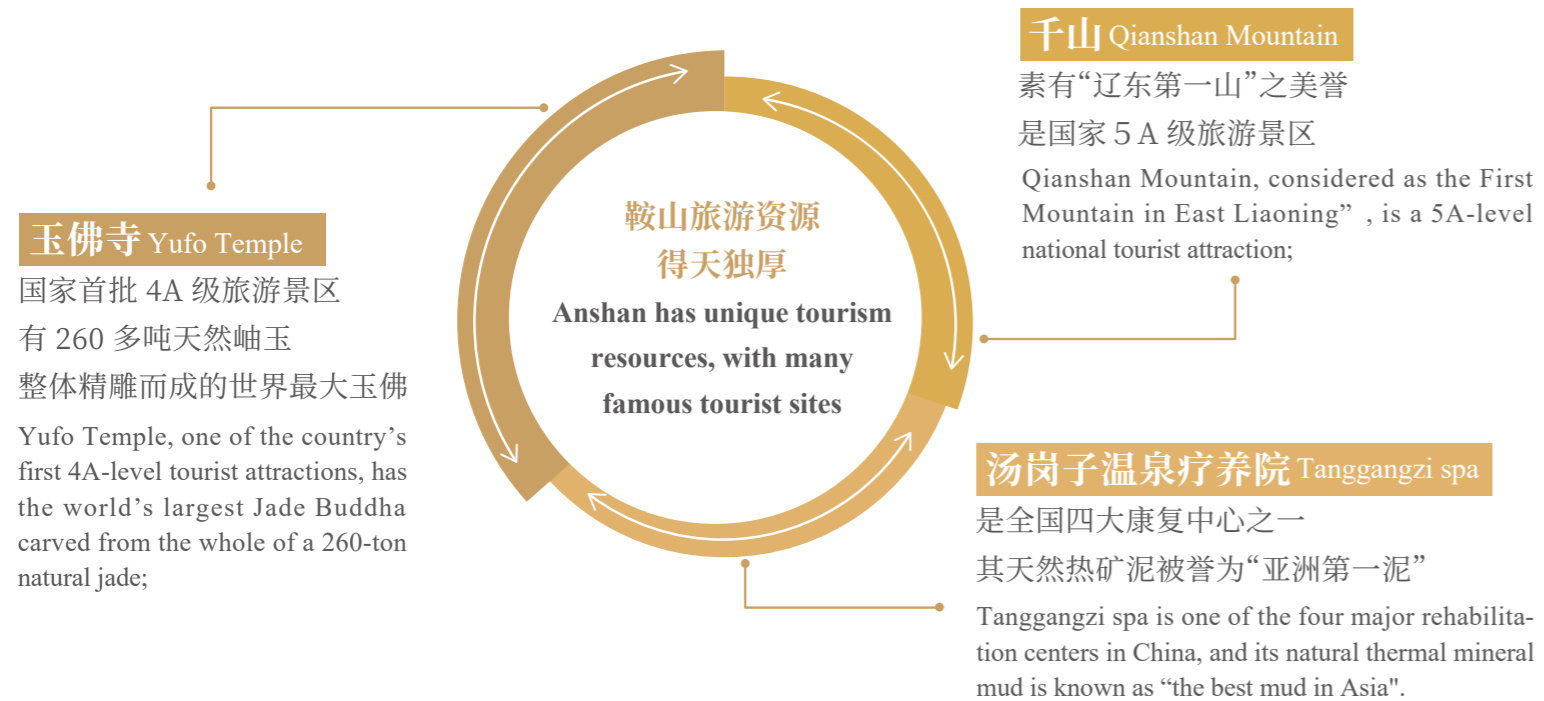 千山 Qianshan Mountain
素有“辽东第一山”之美誉
是国家 5 A 级旅游景区
Qianshan Mountain, considered as the First
Mountain in East Liaoning” , is a 5A-level
national tourist attraction;
玉佛寺 Yufo Temple
国家首批 4A 级旅游景区
有 260 多吨天然岫玉
整体精雕而成的世界最大玉佛
Yufo Temple, one of the country’s
first 4A-level tourist attractions, has
the world’s largest Jade Buddha
carved from the whole of a 260-ton
natural jade;
鞍山旅游资源
得天独厚
Anshan has unique tourism
resources, with many
famous tourist sites
汤岗子温泉疗养院 Tanggangzi spa
是全国四大康复中心之一
其天然热矿泥被誉为“亚洲第一泥”
Tanggangzi spa is one of the four major rehabilita-
tion centers in China, and its natural thermal mineral
mud is known as “the best mud in Asia".